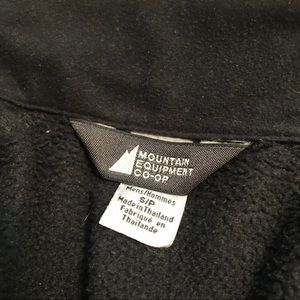 MOUNTAIN
EQUIPMENT
CO-OP
Mens/Hommes
S/P
Made in Thailand
Fabriqué en
Thaïlande